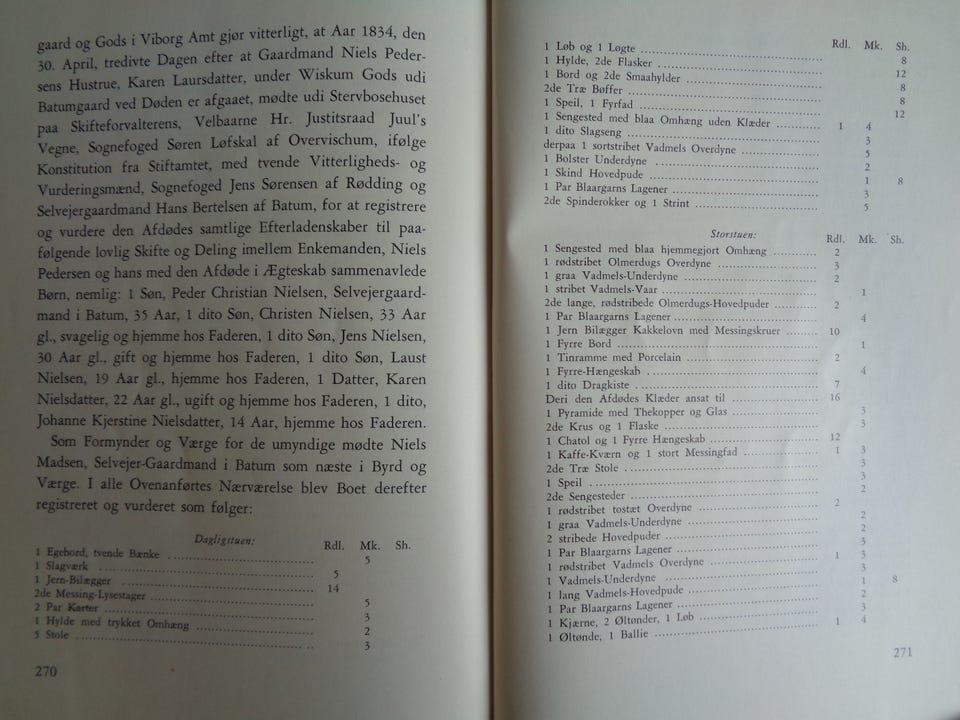 gaard og Gods i Viborg Amt gjør vitterligt, at Aar 1834, den
30. April, tredivte Dagen efter at Gaardmand Niels Peder-
sens Hustrue, Karen Laursdatter, under Wiskum Gods udi
Batumgaard ved Døden er afgaaet, mødte udi Stervbosehuset
paa Skifteforvalterens, Velbaarne Hr. Justitsraad Juul's
Vegne, Sognefoged Søren Løfskal af Overvischum, ifølge
Konstitution fra Stiftamtet, med tvende Vitterligheds- og
Vurderingsmænd, Sognefoged Jens Sørensen af Rødding og
Selvejergaardmand Hans Bertelsen af Batum, for at registrere
og vurdere den Afdødes samtlige Efterladenskaber til paa-
følgende lovlig Skifte og Deling imellem Enkemanden, Niels
Pedersen og hans med den Afdøde i Ægteskab sammenavlede
Børn, nemlig: 1 Søn, Peder Christian Nielsen, Selvejergaard-
mand i Batum, 35 Aar, 1 dito Søn, Christen Nielsen, 33 Aar
gl., svagelig og hjemme hos Faderen, 1 dito Søn, Jens Nielsen,
30 Aar gl., gift og hjemme hos Faderen, 1 dito Søn, Laust
Nielsen, 19 Aar gl., hjemme hos Faderen, 1 Datter, Karen
Nielsdatter, 22 Aar gl., ugift og hjemme hos Faderen, 1 dito,
Johanne Kjerstine Nielsdatter, 14 Aar, hjemme hos Faderen.
Som Formynder og Værge for de umyndige mødte Niels
Madsen, Selvejer-Gaardmand i Batum som næste i Byrd og
Værge. I alle Ovenanførtes Nærværelse blev Boet derefter
registreret og vurderet som følger:
Dagligstuen: Rdl. Mk. Sh.
1 Egebord, tvende Bænke 5
1 Slagværk 5
1 Jern-Bilægger 14
2de Messing-Lysestager 5
2 Par Karter 3
1 Hylde med trykket Omhæng 2
5 Stole 3
270
Rdl. Mk. Sh.
1 Løb og 1 Løgte 8
1 Hylde, 2de Flasker 12
1 Bord og 2de Smaahylder 8
2de Træ Bøffer 8
1 Speil, 1 Fyrfad 12
1 Sengested med blaa Omhæng uden Klæder 1 4
1 dito Slagseng 3
derpaa 1 sortstribet Vadmels Overdyne 5
1 Bolster Underdyne 2
1 Skind Hovedpude 1 8
1 Par Blaargarns Lagener 3
2de Spinderokker og 1 Strint 5
Storstuen: Rdl. Mk. Sh.
1 Sengested med blaa hjemmegjort Omhæng 2
1 rødstribet Olmerdugs Overdyne 3
1 graa Vadmels-Underdyne 2
1 stribet Vadmels-Vaar 1
2de lange, rødstribede Olmerdugs-Hovedpuder 2
1 Par Blaargarns Lagener 4
1 Jern Bilægger Kakkelovn med Messingskruer 10
1 Fyrre Bord 1
1 Tinramme med Porcelain 2
1 Fyrre-Hængeskab 4
1 dito Dragkiste 7
Deri den Afdødes Klæder ansat til 16
1 Pyramide med Thekopper og Glas 3
2de Krus og 1 Flaske 3
1 Chatol og 1 Fyrre Hængeskab 12
1 Kaffe-Kværn og 1 stort Messingfad 1 3
2de Træ Stole 3
1 Speil 3
2de Sengesteder 2
1 rødstribet tostæt Overdyne 2
1 graa Vadmels-Underdyne 2
2 stribede Hovedpuder 2
1 Par Blaargarns Lagener 3
1 rødstribet Vadmels Overdyne 1 3
1 Vadmels-Underdyne 3
1 lang Vadmels-Hovedpude 1 8
1 Par Blaargarns Lagener 2
1 Kjærne, 2 Øltønder, 1 Løb 3
1 Øltønde, 1 Ballie 1 4
271